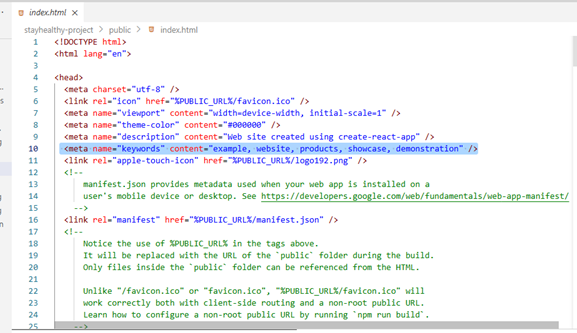 index.html
stayhealthy-project > public > index.html
1 <!DOCTYPE html>
2 <html lang="en">
3
4 <head>
5 <meta charset="utf-8" />
6 <link rel="icon" href="%PUBLIC_URL%/favicon.ico" />
7 <meta name="viewport" content="width=device-width, initial-scale=1" />
8 <meta name="theme-color" content="#000000" />
9 <meta name="description" content="Web site created using create-react-app" />
10 <meta name="keywords" content="example, website, products, showcase, demonstration" />
11 <link rel="apple-touch-icon" href="%PUBLIC_URL%/logo192.png" />
12 <!--
13 manifest.json provides metadata used when your web app is installed on a
14 user's mobile device or desktop. See https://developers.google.com/web/fundamentals/web-app-manifest/
15 -->
16 <link rel="manifest" href="%PUBLIC_URL%/manifest.json" />
17 <!--
18 Notice the use of %PUBLIC_URL% in the tags above.
19 It will be replaced with the URL of the `public` folder during the build.
20 Only files inside the `public` folder can be referenced from the HTML.
21
22 Unlike "/favicon.ico" or "favicon.ico", "%PUBLIC_URL%/favicon.ico" will
23 work correctly both with client-side routing and a non-root public URL.
24 Learn how to configure a non-root public URL by running `npm run build`.
25 -->